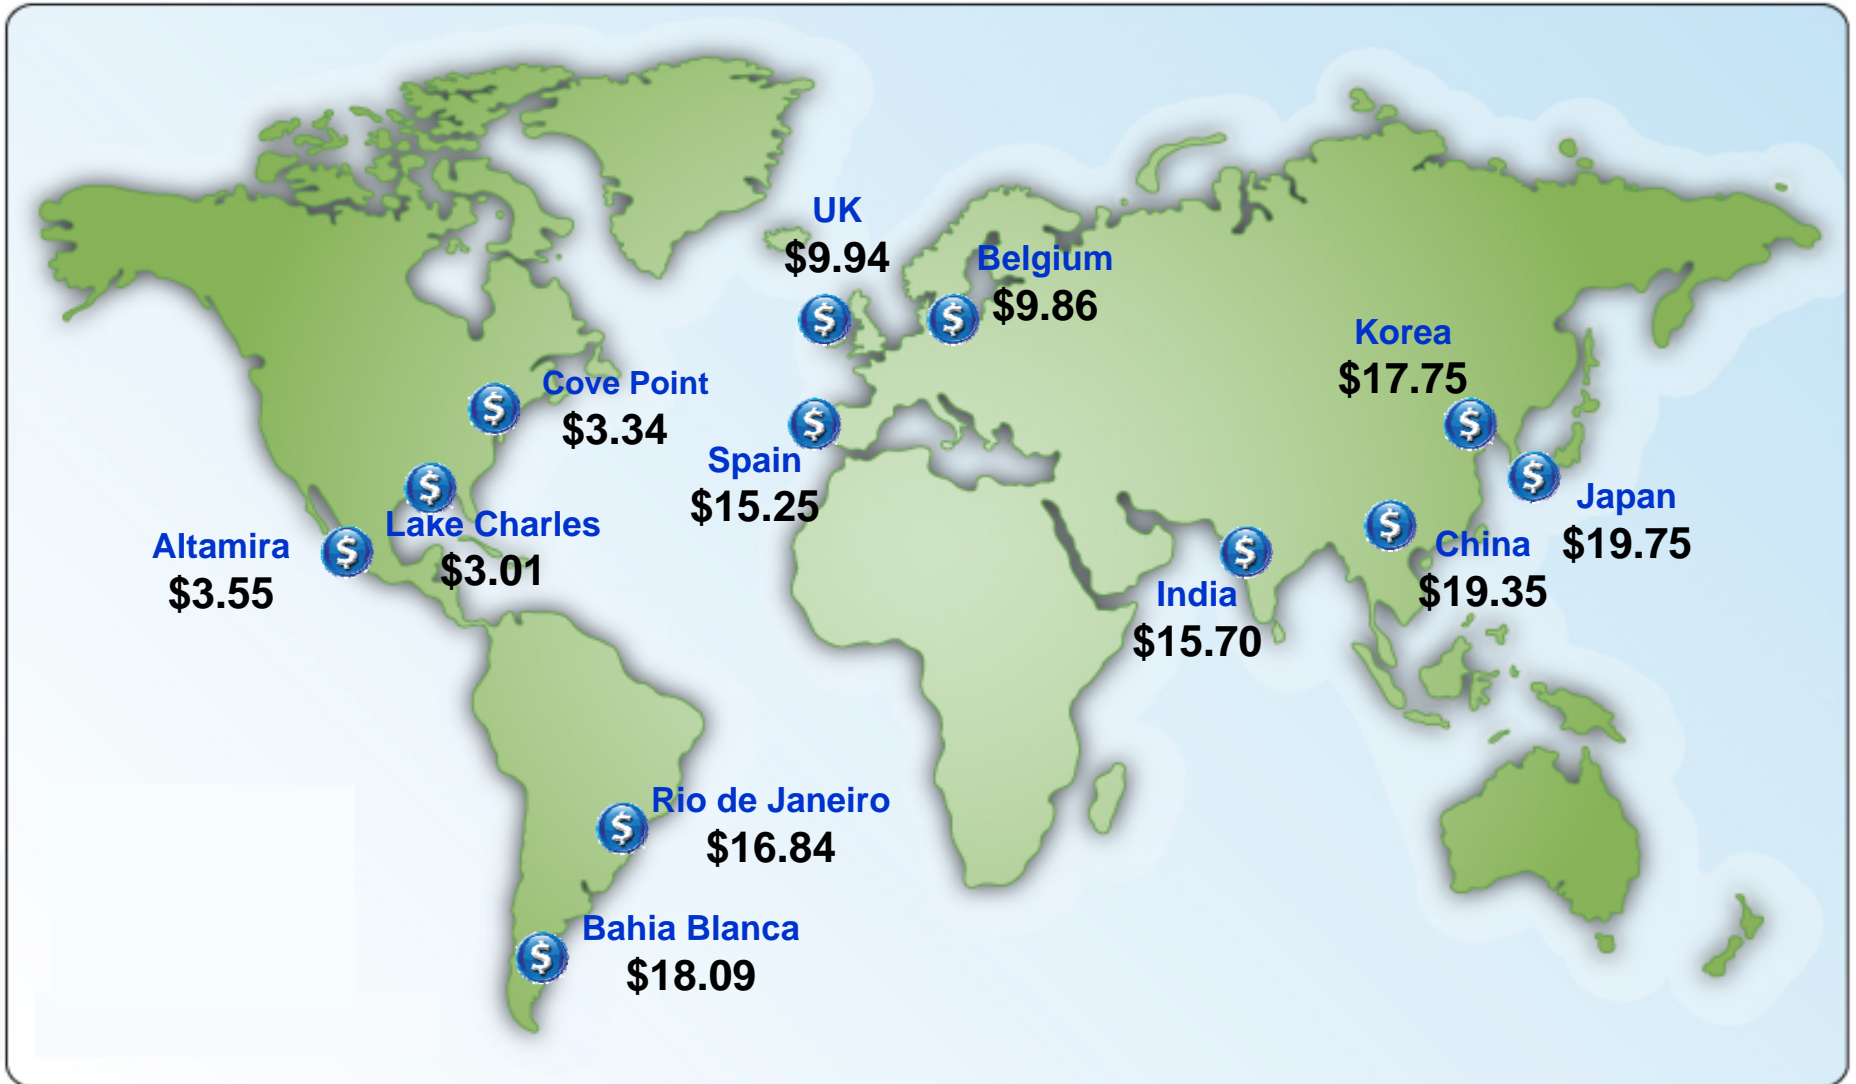 UK
$9.94
Belgium
$9.86
Korea
$17.75
Cove Point
$3.34
Spain
$15.25
Lake Charles
$3.01
Altamira
$3.55
Japan
$19.75
China
$19.35
India
$15.70
Rio de Janeiro
$16.84
Bahia Blanca
$18.09